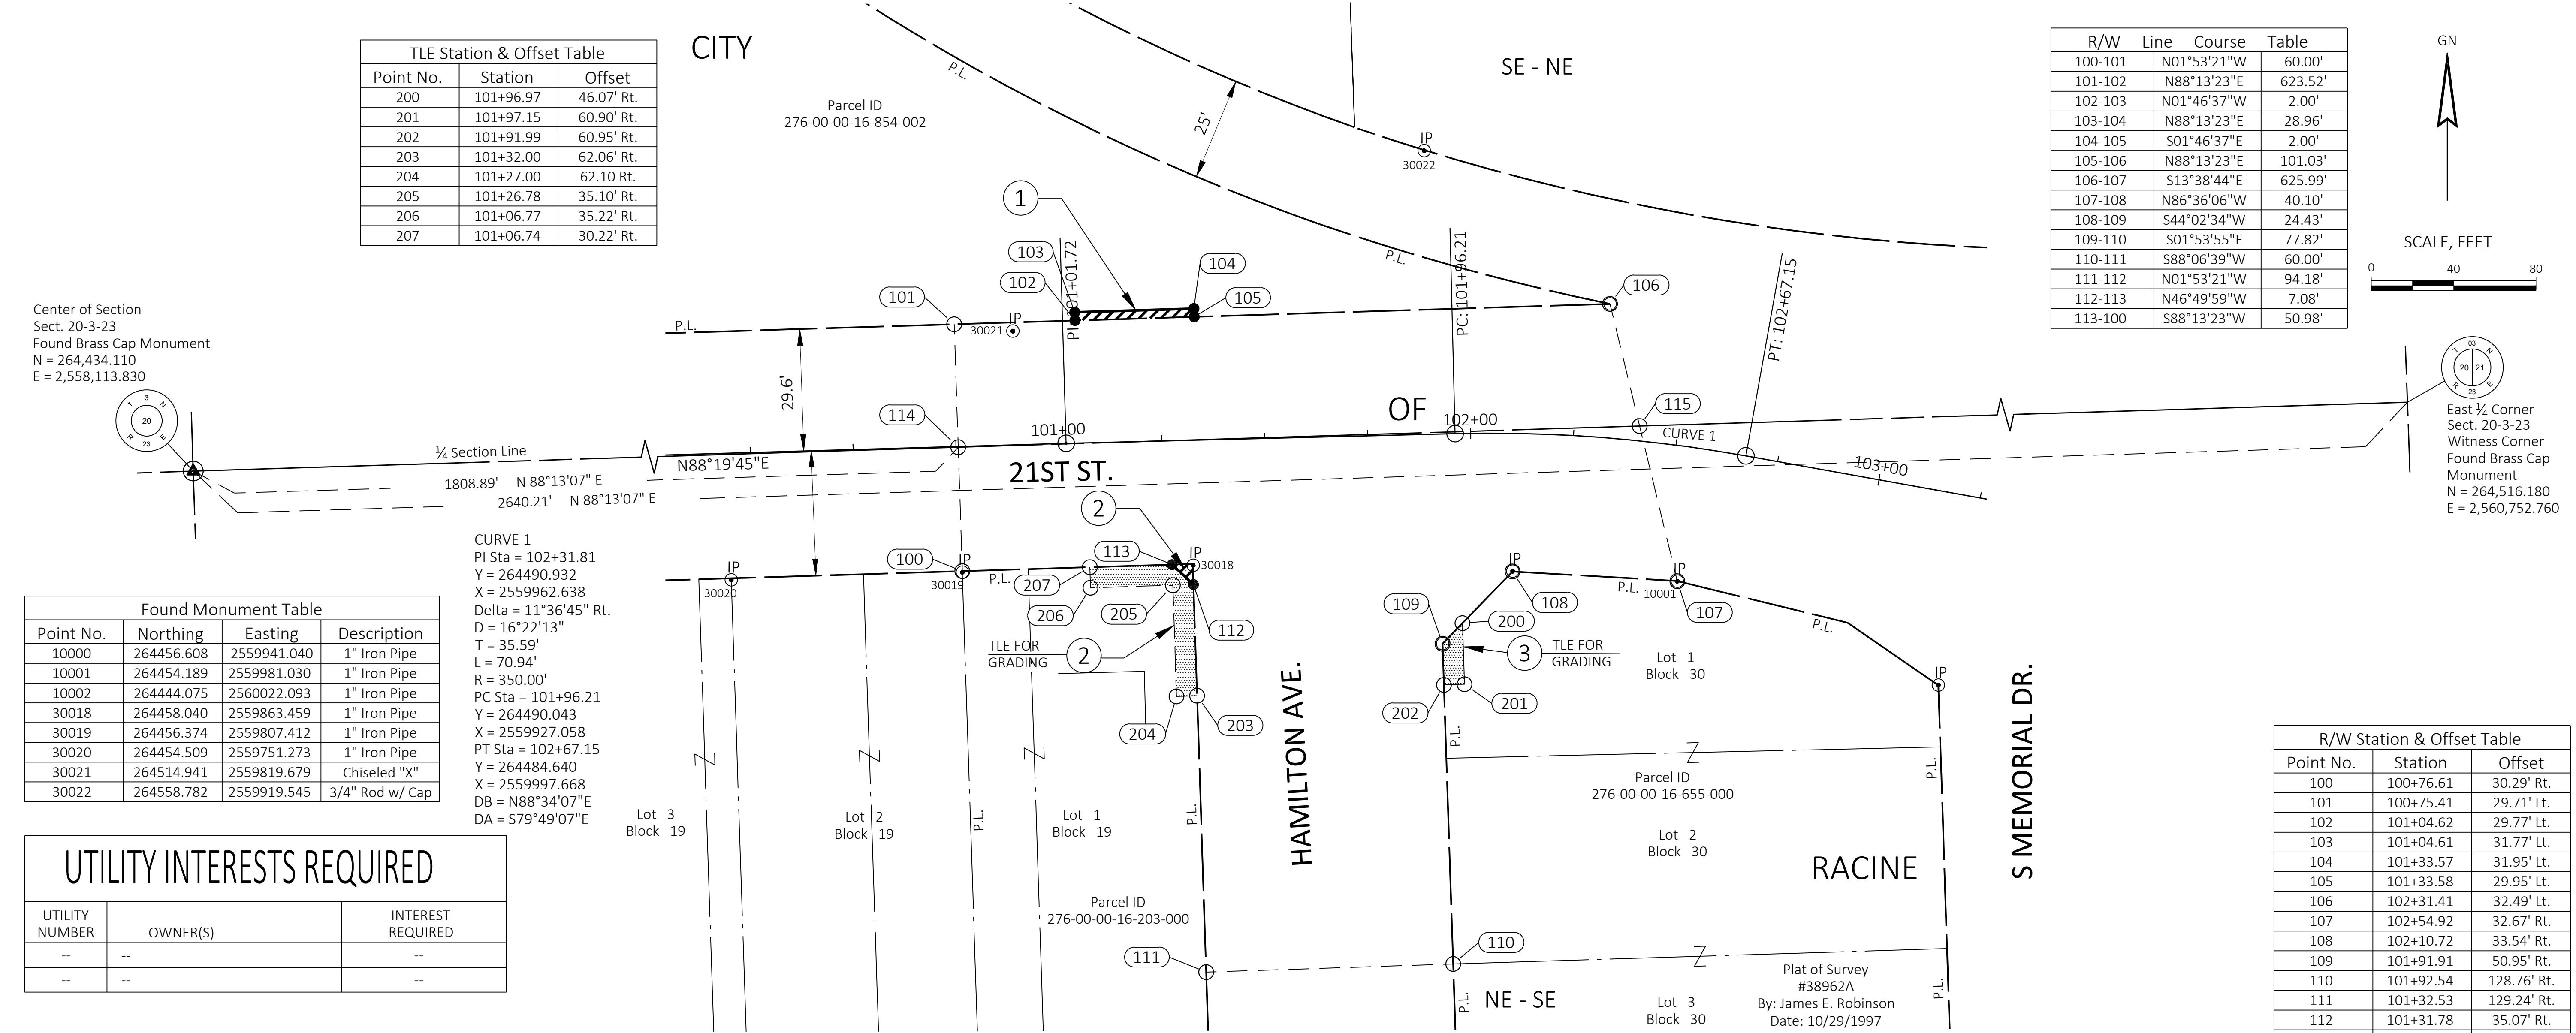 TLE Station & Offset Table
Point No. Station Offset
200 101+96.97 46.07' Rt.
201 101+97.15 60.90' Rt.
202 101+91.99 60.95' Rt.
203 101+32.00 62.06' Rt.
204 101+27.00 62.10 Rt.
205 101+26.78 35.10' Rt.
206 101+06.77 35.22' Rt.
207 101+06.74 30.22' Rt.
CITY
P.L.
Parcel ID
276-00-00-16-854-002
25'
SE - NE
IP
30022
R/W Line Course Table
100-101 N01°53'21"W 60.00'
101-102 N88°13'23"E 623.52'
102-103 N01°46'37"W 2.00'
103-104 N88°13'23"E 28.96'
104-105 S01°46'37"E 2.00'
105-106 N88°13'23"E 101.03'
106-107 S13°38'44"E 625.99'
107-108 N86°36'06"W 40.10'
108-109 S44°02'34"W 24.43'
109-110 S01°53'55"E 77.82'
110-111 S88°06'39"W 60.00'
111-112 N01°53'21"W 94.18'
112-113 N46°49'59"W 7.08'
113-100 S88°13'23"W 50.98'
GN
SCALE, FEET
0 40 80
1
103
102
101
104
105
106
P.L.
P.L.
30021
IP
PI: 101+01.72
PC: 101+96.21
PT: 102+67.15
Center of Section
Sect. 20-3-23
Found Brass Cap Monument
N = 264,434.110
E = 2,558,113.830
T 3 N
20
R 23 E
29.6'
114
115
OF
101+00
102+00
CURVE 1
103+00
1/4 Section Line
N88°19'45"E
21ST ST.
1808.89' N 88°13'07" E
2640.21' N 88°13'07" E
T 03 N
20 21
R 23 E
East 1/4 Corner
Sect. 20-3-23
Witness Corner
Found Brass Cap
Monument
N = 264,516.180
E = 2,560,752.760
CURVE 1
PI Sta = 102+31.81
Y = 264490.932
X = 2559962.638
Delta = 11°36'45" Rt.
D = 16°22'13"
T = 35.59'
L = 70.94'
R = 350.00'
PC Sta = 101+96.21
Y = 264490.043
X = 2559927.058
PT Sta = 102+67.15
Y = 264484.640
X = 2559997.668
DB = N88°34'07"E
DA = S79°49'07"E
2
100
113
IP
IP
IP
30018
IP
IP
30020
30019
P.L.
207
206
205
112
109
108
200
107
P.L. 10001
P.L.
TLE FOR
GRADING
2
3
TLE FOR
GRADING
Lot 1
Block 30
IP
204
203
202
201
Found Monument Table
Point No. Northing Easting Description
10000 264456.608 2559941.040 1" Iron Pipe
10001 264454.189 2559981.030 1" Iron Pipe
10002 264444.075 2560022.093 1" Iron Pipe
30018 264458.040 2559863.459 1" Iron Pipe
30019 264456.374 2559807.412 1" Iron Pipe
30020 264454.509 2559751.273 1" Iron Pipe
30021 264514.941 2559819.679 Chiseled "X"
30022 264558.782 2559919.545 3/4" Rod w/ Cap
HAMILTON AVE.
S MEMORIAL DR.
P.L.
P.L.
Parcel ID
276-00-00-16-655-000
Lot 3
Block 19
Lot 2
Block 19
P.L.
Lot 1
Block 19
P.L.
Lot 2
Block 30
RACINE
UTILITY INTERESTS REQUIRED
UTILITY NUMBER
OWNER(S)
INTEREST REQUIRED
-- -- --
-- -- --
Parcel ID
276-00-00-16-203-000
111
110
P.L.
NE - SE
Lot 3
Block 30
Plat of Survey
#38962A
By: James E. Robinson
Date: 10/29/1997
P.L.
R/W Station & Offset Table
Point No. Station Offset
100 100+76.61 30.29' Rt.
101 100+75.41 29.71' Lt.
102 101+04.62 29.77' Lt.
103 101+04.61 31.77' Lt.
104 101+33.57 31.95' Lt.
105 101+33.58 29.95' Lt.
106 102+31.41 32.49' Lt.
107 102+54.92 32.67' Rt.
108 102+10.72 33.54' Rt.
109 101+91.91 50.95' Rt.
110 101+92.54 128.76' Rt.
111 101+32.53 129.24' Rt.
112 101+31.78 35.07' Rt.